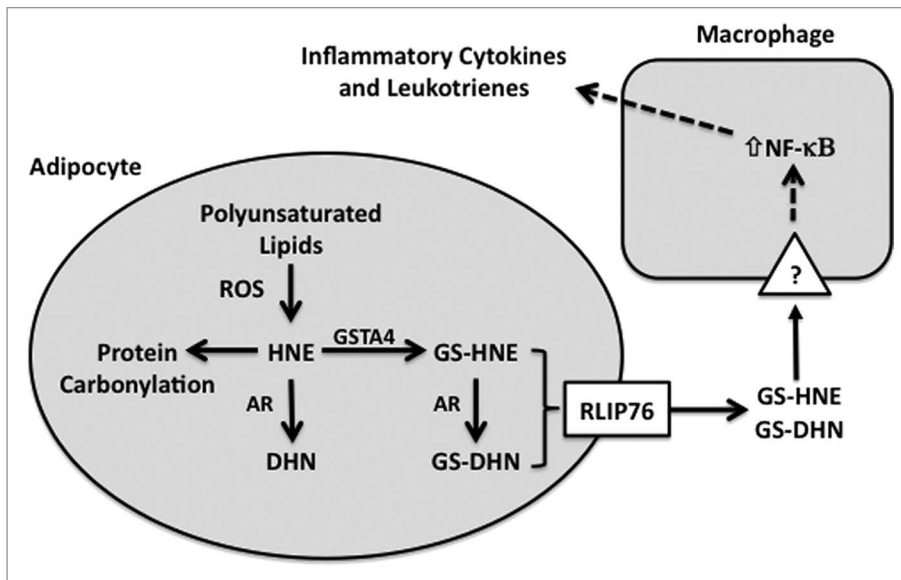 Macrophage
Inflammatory Cytokines
and Leukotrienes
⇧NF-κB
Adipocyte
Polyunsaturated
Lipids
ROS
?
Protein
Carbonylation
HNE
GSTA4
GS-HNE
AR
AR
RLIP76
GS-HNE
GS-DHN
DHN
GS-DHN